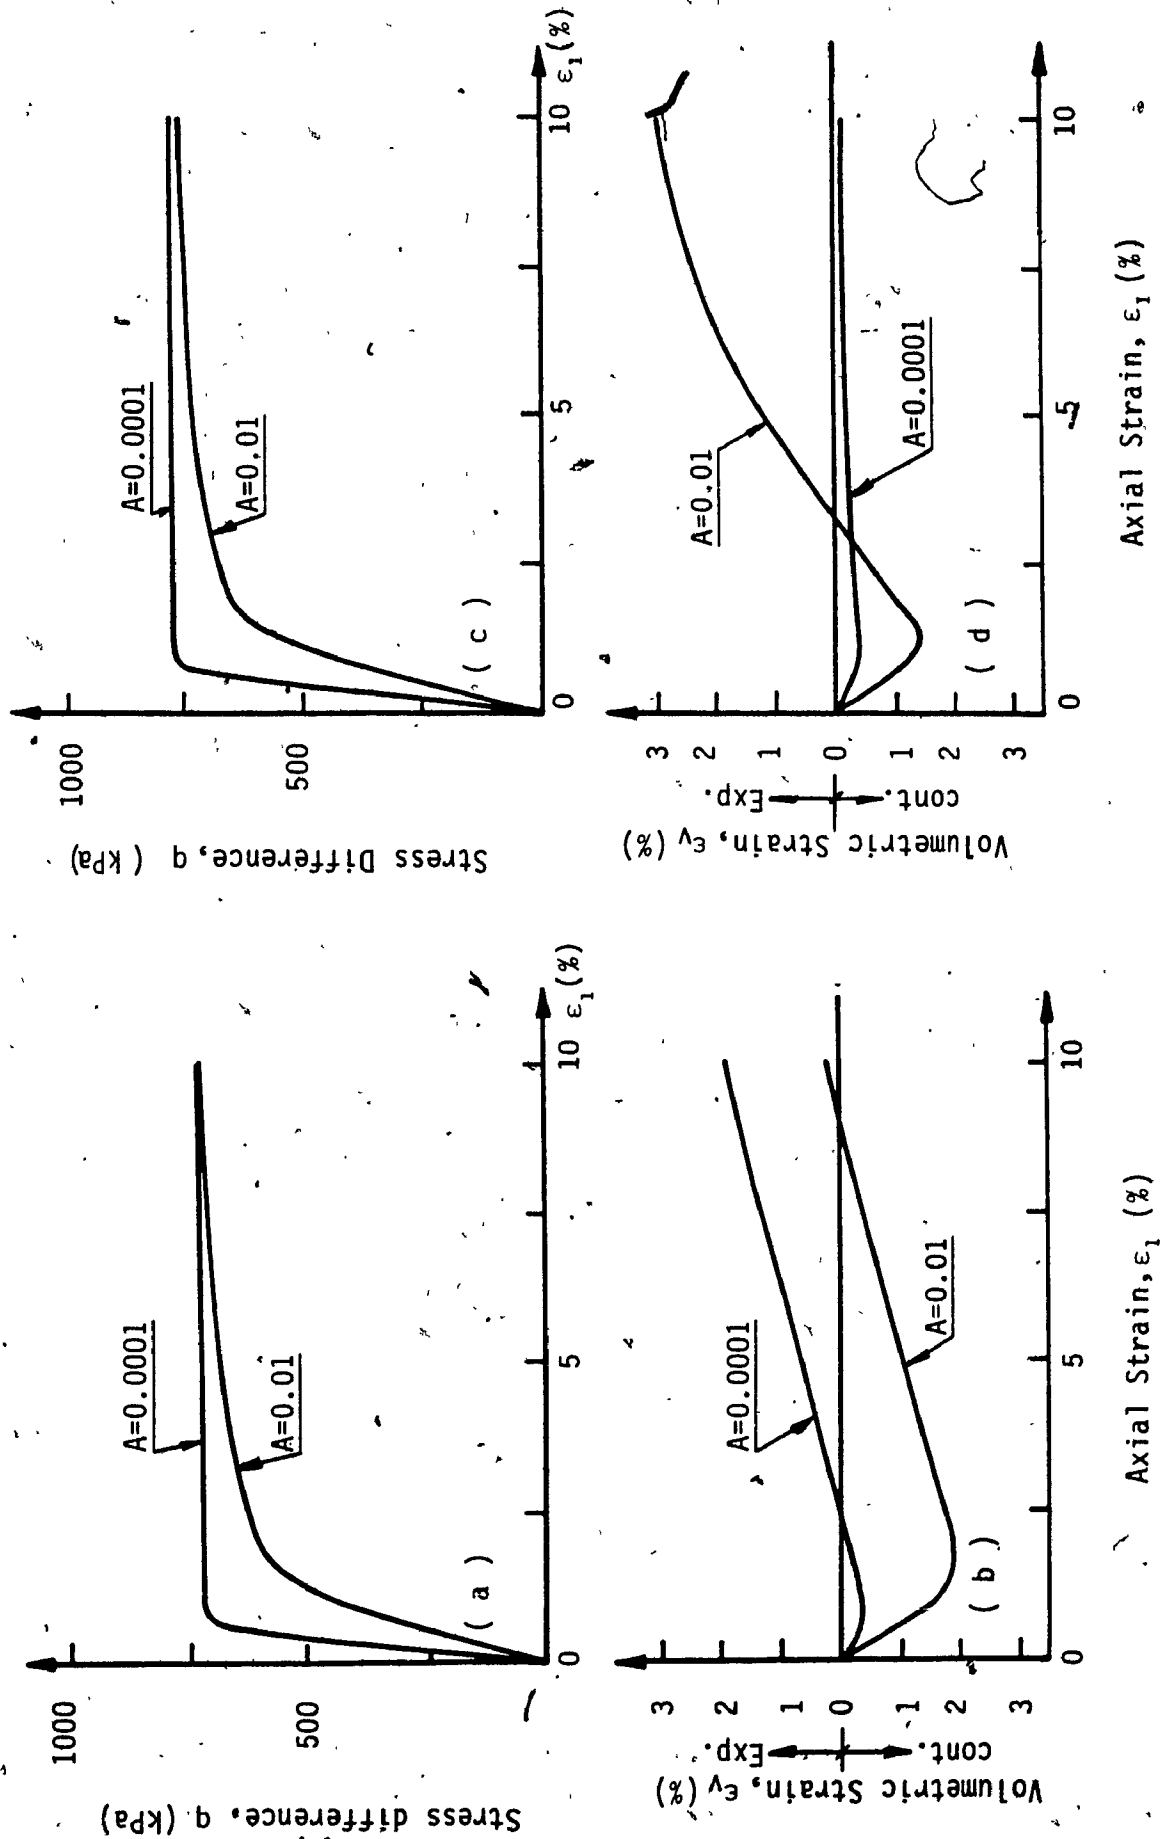 Stress difference, q (kPa)
1000
500
A=0.0001
A=0.01
( a )
0
5
10 ε₁(%)
Volumetric Strain, εᵥ (%)
cont. Exp.
3
2
1
0
1
2
3
A=0.0001
A=0.01
( b )
0
5
10
Axial Strain, ε₁ (%)
Stress Difference, q ( kPa)
1000
500
A=0.0001
A=0.01
( c )
0
5
10 ε₁(%)
Volumetric Strain, εᵥ (%)
cont. Exp.
3
2
1
0
1
2
3
A=0.01
A=0.0001
( d )
0
5
10
Axial Strain, ε₁ (%)